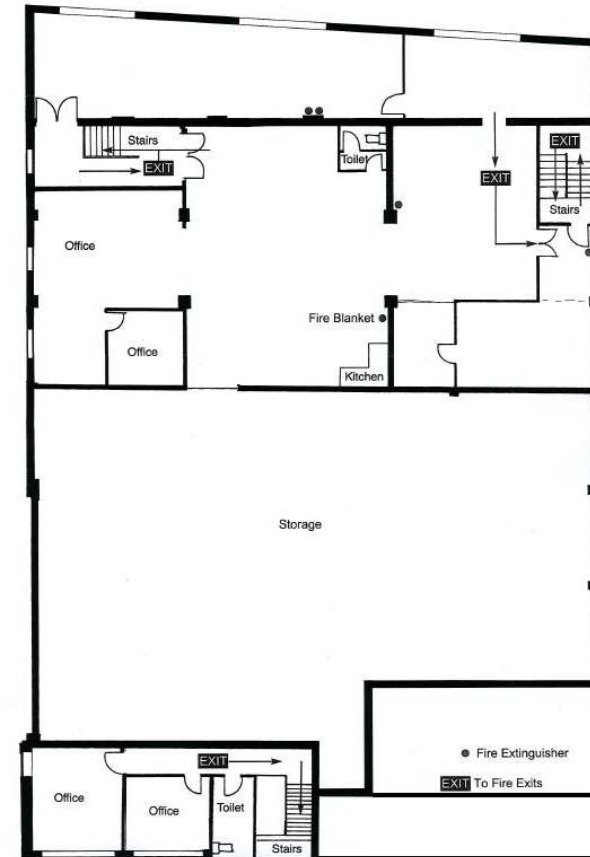 Stairs
EXIT
Toilet
EXIT
EXIT
Stairs
Office
Office
Fire Blanket
Kitchen
Storage
Fire Extinguisher
EXIT To Fire Exits
EXIT
Office
Office
Toilet
Stairs